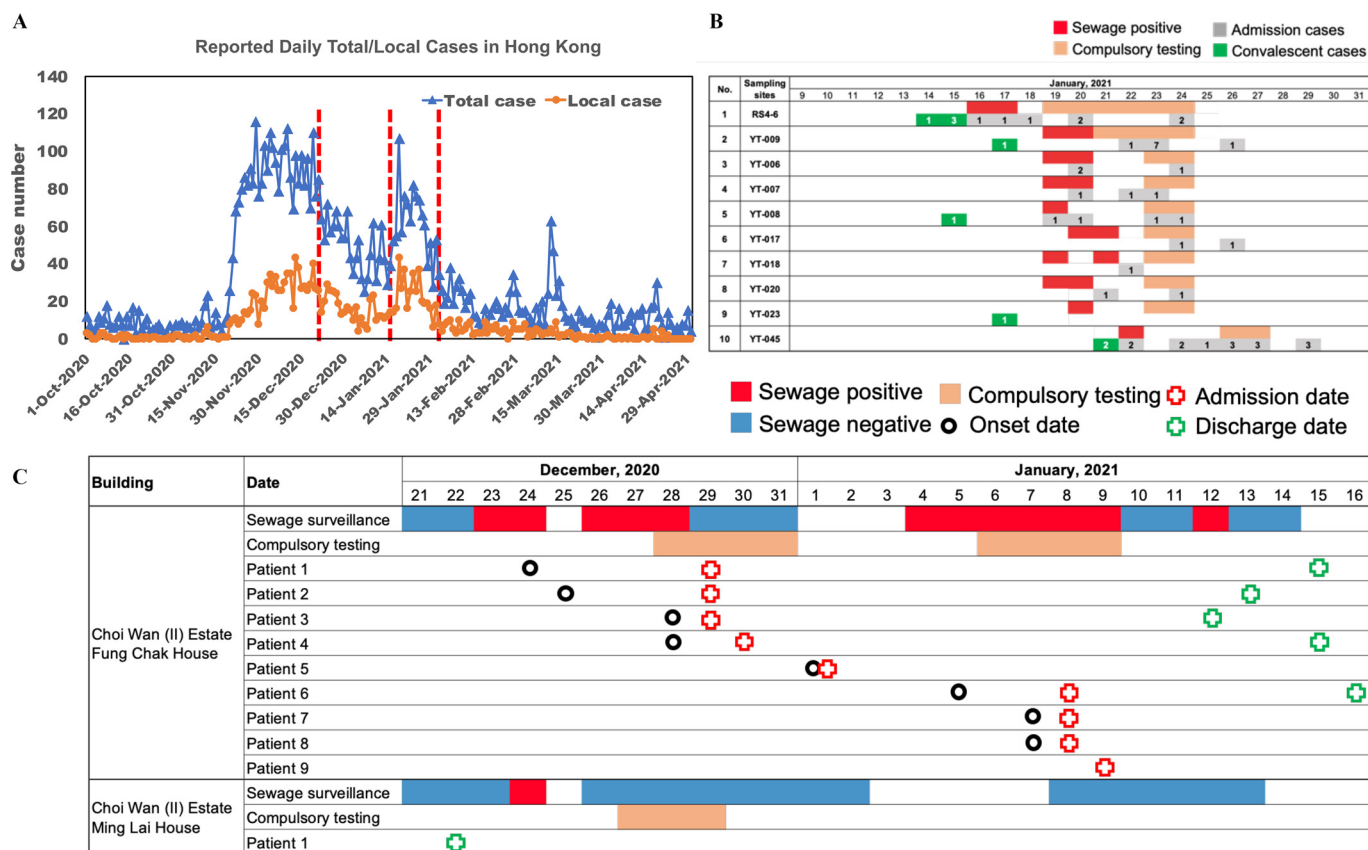 A
Reported Daily Total/Local Cases in Hong Kong
Case number
140
120
100
80
60
40
20
0
Total case
Local case
1-Oct-2020
16-Oct-2020
31-Oct-2020
15-Nov-2020
30-Nov-2020
15-Dec-2020
30-Dec-2020
14-Jan-2021
29-Jan-2021
13-Feb-2021
28-Feb-2021
15-Mar-2021
30-Mar-2021
14-Apr-2021
29-Apr-2021
B
Sewage positive Admission cases
Compulsory testing Convalescent cases
No. Sampling sites January, 2021
9 10 11 12 13 14 15 16 17 18 19 20 21 22 23 24 25 26 27 28 29 30 31
1 RS4-6 1 3 1 1 1 2 2
2 YT-009 1 1 7 1
3 YT-006 2 1
4 YT-007 1 1 1
5 YT-008 1 1 1 1 1
6 YT-017 1 1
7 YT-018 1
8 YT-020 1 1
9 YT-023 1
10 YT-045 2 2 2 1 3 3 2
Sewage positive Compulsory testing Admission date
Sewage negative Onset date Discharge date
C
Building Date December, 2020 January, 2021
21 22 23 24 25 26 27 28 29 30 31 1 2 3 4 5 6 7 8 9 10 11 12 13 14 15 16
Choi Wan (II) Estate
Fung Chak House
Sewage surveillance
Compulsory testing
Patient 1
Patient 2
Patient 3
Patient 4
Patient 5
Patient 6
Patient 7
Patient 8
Patient 9
Choi Wan (II) Estate
Ming Lai House
Sewage surveillance
Compulsory testing
Patient 1